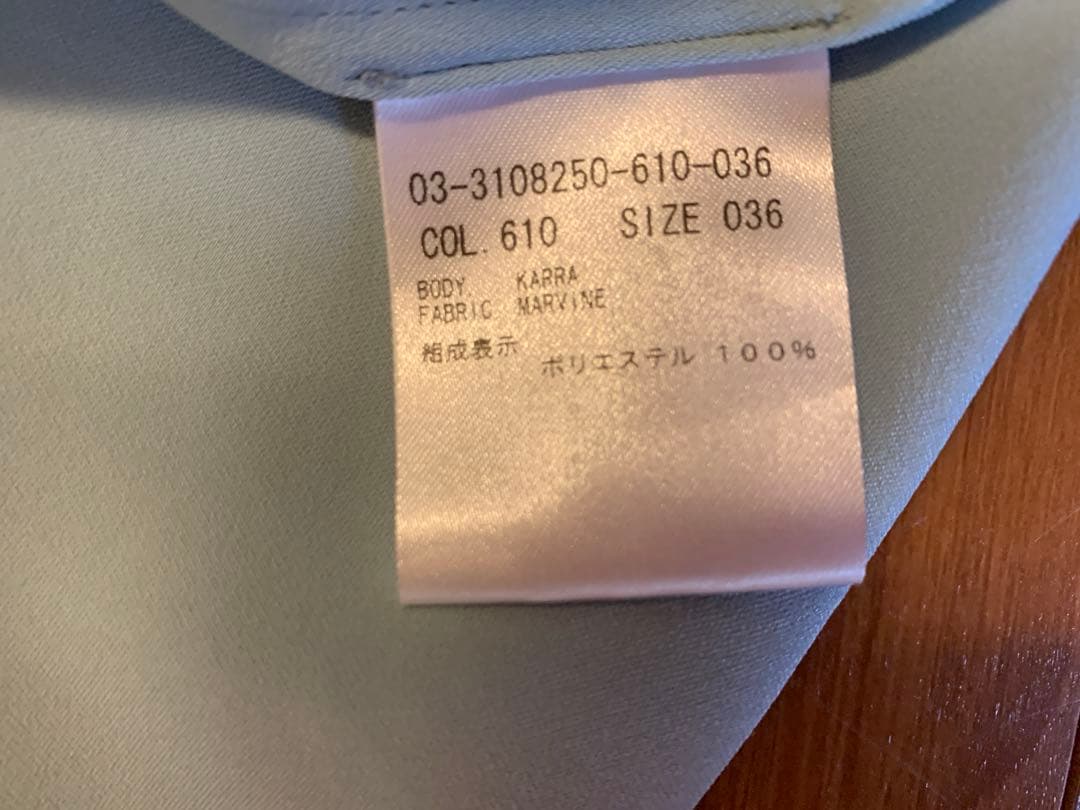 03-3108250-610-036
COL. 610 SIZE 036
BODY KARRA
FABRIC MARVINE
組成表示 ポリエステル 100%